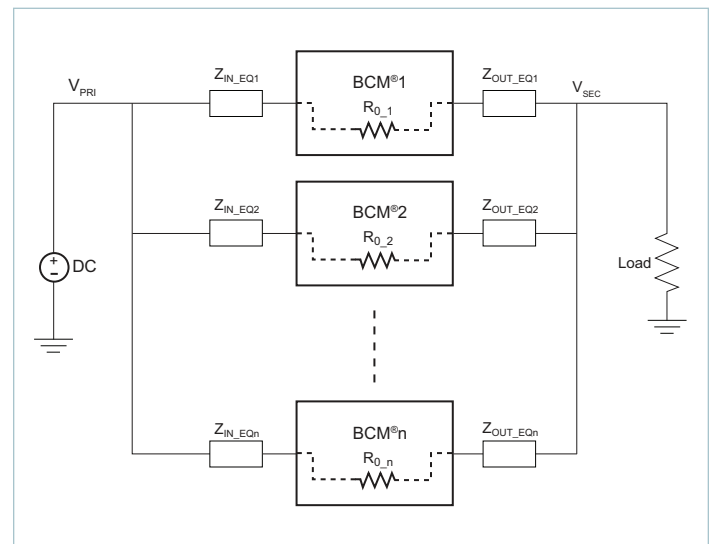 V_PRI
Z_IN_EQ1
BCM®1
R_0_1
Z_OUT_EQ1
V_SEC
Z_IN_EQ2
BCM®2
R_0_2
Z_OUT_EQ2
+
–
DC
Load
Z_IN_EQn
BCM®n
R_0_n
Z_OUT_EQn